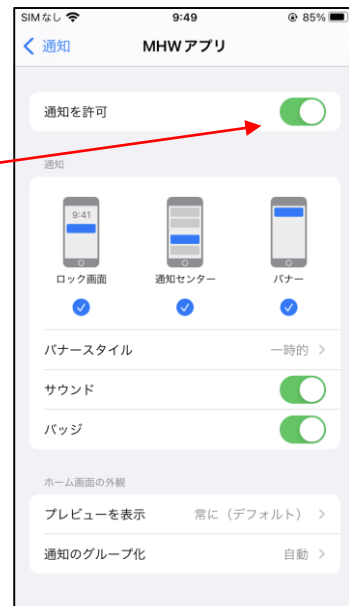 SIMなし 9:49 85%
通知 MHWアプリ
通知を許可
通知
9:41
ロック画面 通知センター バナー
バナースタイル 一時的
サウンド
バッジ
ホーム画面の外観
プレビューを表示 常に（デフォルト）
通知のグループ化 自動